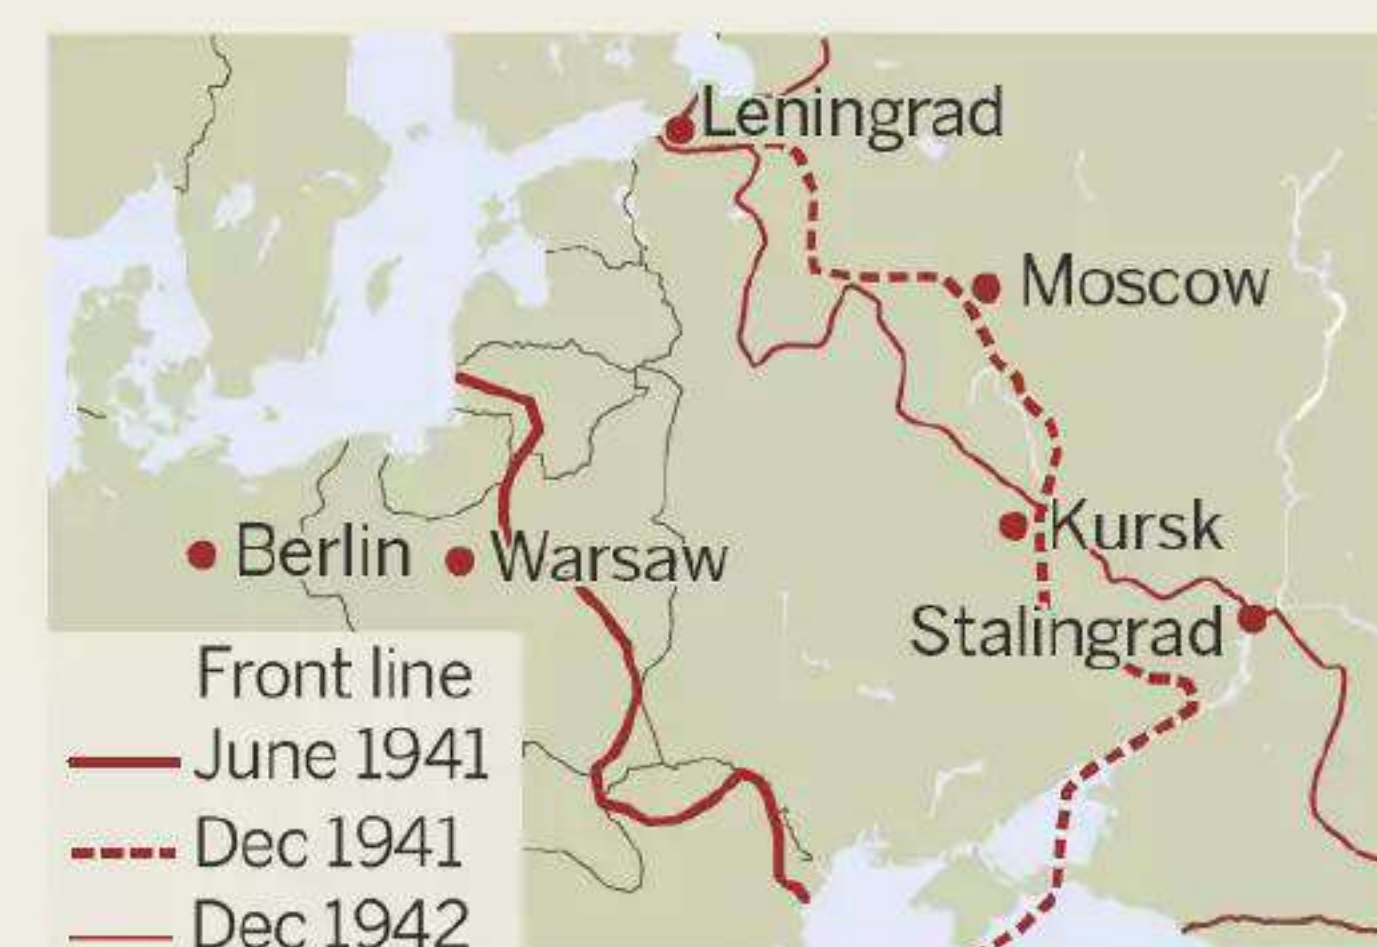 Leningrad
Moscow
Kursk
Berlin
Warsaw
Stalingrad
Front line
June 1941
Dec 1941
Dec 1942